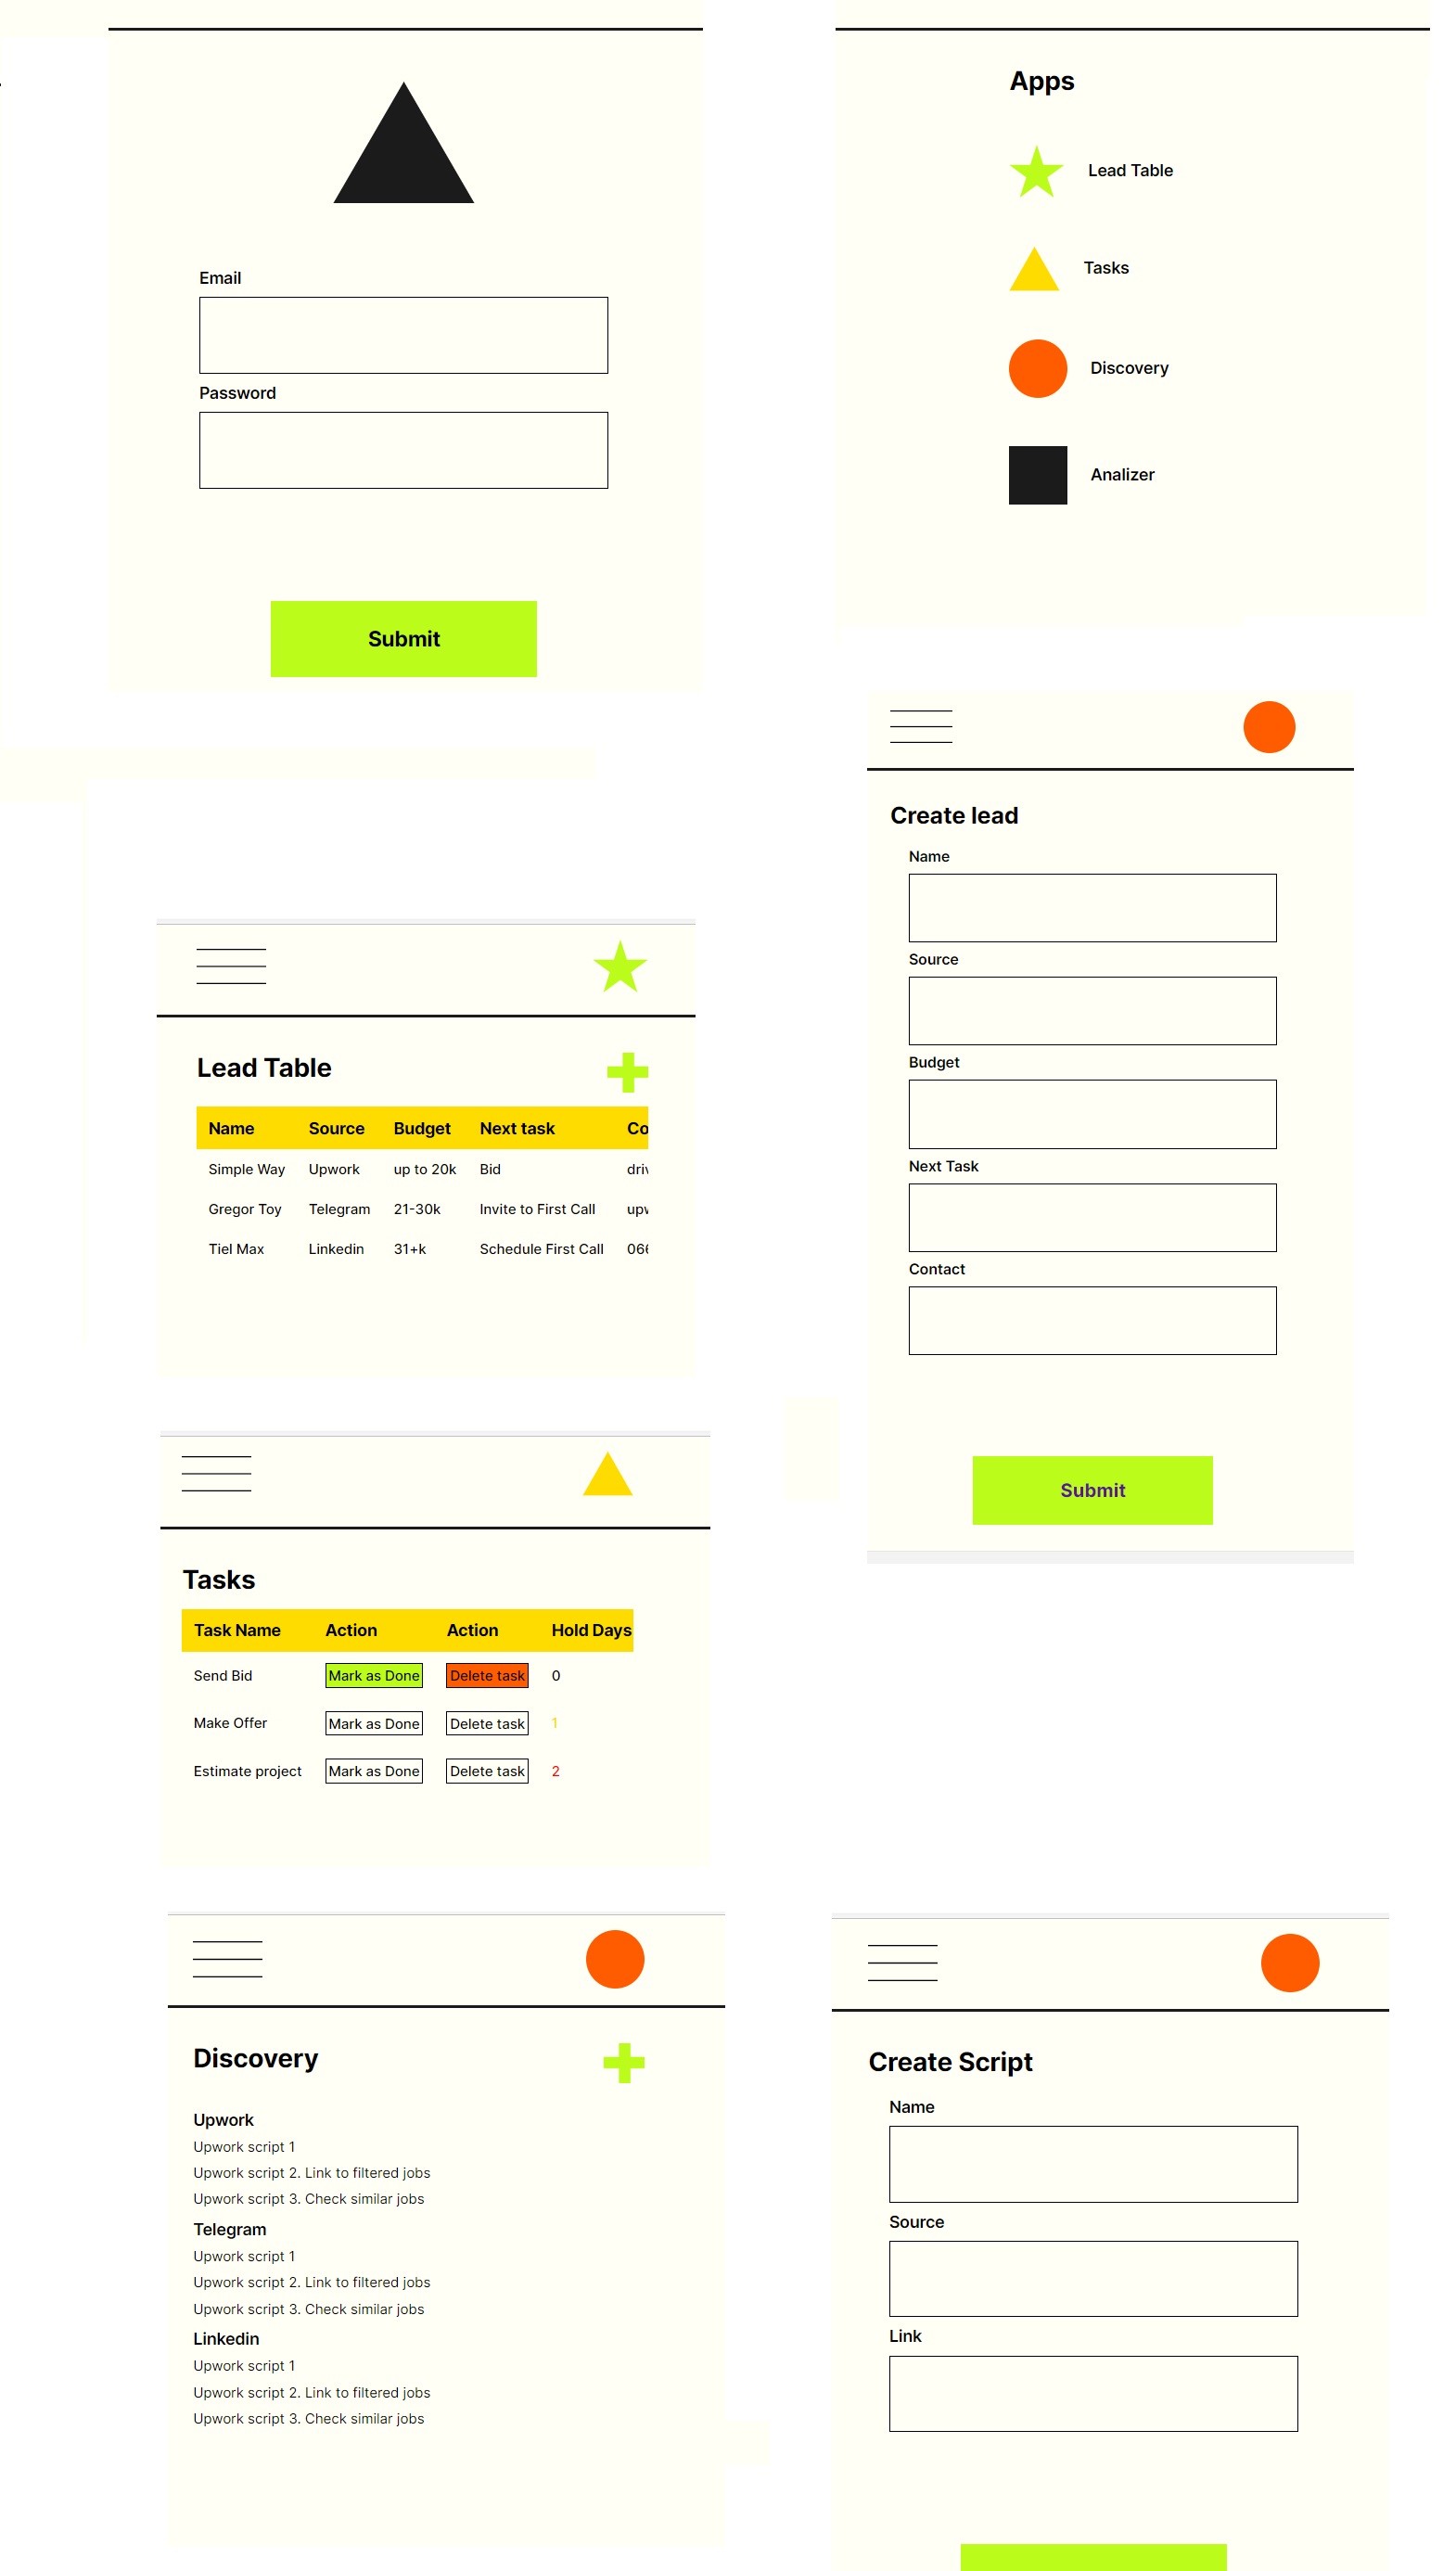 Email
Password
Submit
Apps
Lead Table
Tasks
Discovery
Analizer
Create lead
Name
Source
Budget
Next Task
Contact
Submit
Lead Table
Name Source Budget Next task Co
Simple Way Upwork up to 20k Bid driv
Gregor Toy Telegram 21-30k Invite to First Call upw
Tiel Max Linkedin 31+k Schedule First Call 066
Tasks
Task Name Action Action Hold Days
Send Bid Mark as Done Delete task 0
Make Offer Mark as Done Delete task 1
Estimate project Mark as Done Delete task 2
Discovery
Upwork
Upwork script 1
Upwork script 2. Link to filtered jobs
Upwork script 3. Check similar jobs
Telegram
Upwork script 1
Upwork script 2. Link to filtered jobs
Upwork script 3. Check similar jobs
Linkedin
Upwork script 1
Upwork script 2. Link to filtered jobs
Upwork script 3. Check similar jobs
Create Script
Name
Source
Link